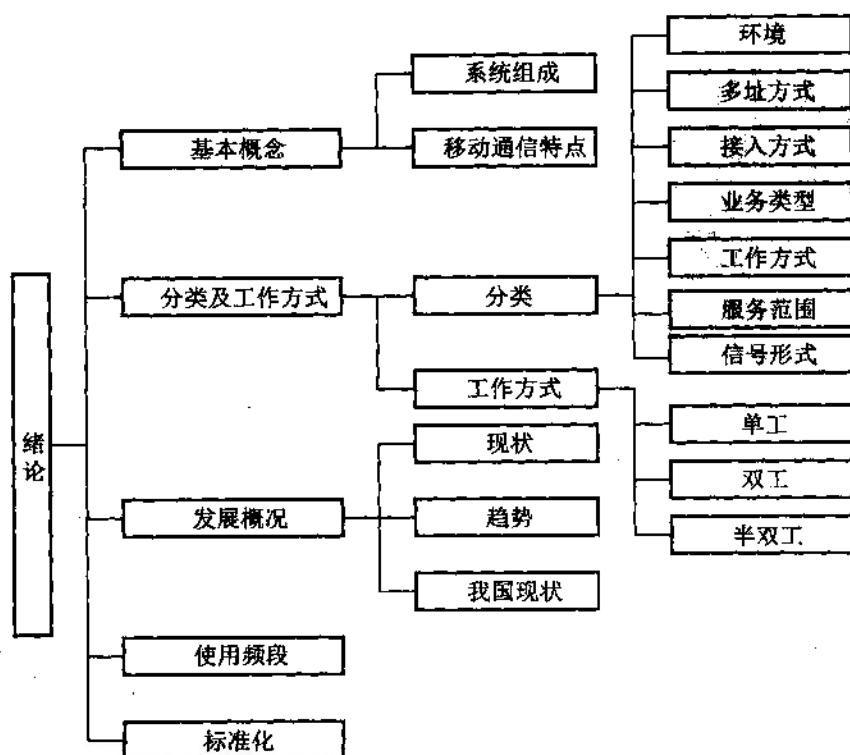 绪论
基本概念
系统组成
移动通信特点
分类及工作方式
分类
环境
多址方式
接入方式
业务类型
工作方式
服务范围
信号形式
工作方式
单工
双工
半双工
发展概况
现状
趋势
我国现状
使用频段
标准化